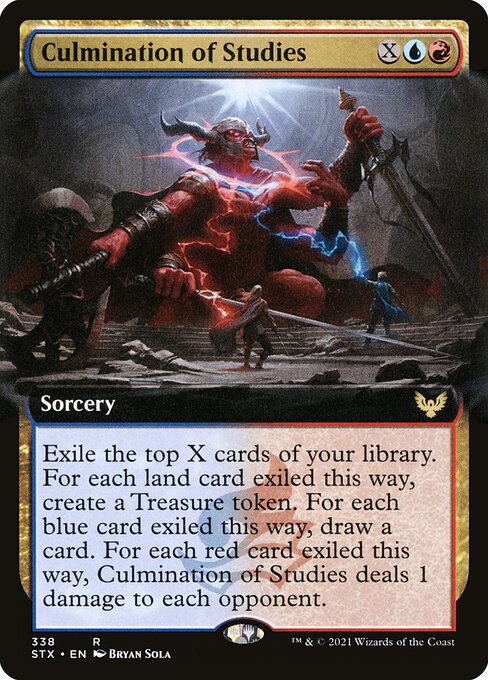 Culmination of Studies X
Sorcery
Exile the top X cards of your library.
For each land card exiled this way,
create a Treasure token. For each
blue card exiled this way, draw a
card. For each red card exiled this
way, Culmination of Studies deals 1
damage to each opponent.
338 R
STX • EN Bryan Sola
™ & © 2021 Wizards of the Coast